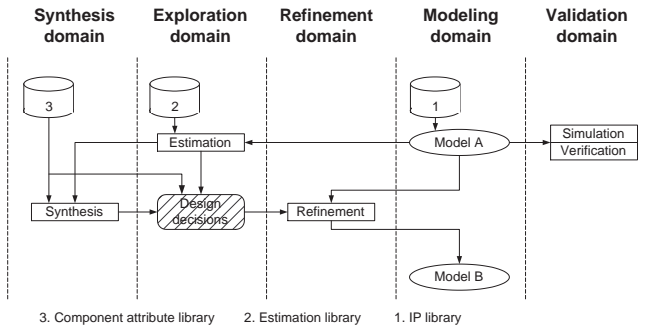 Synthesis domain
Exploration domain
Refinement domain
Modeling domain
Validation domain
3
2
1
Estimation
Model A
Simulation
Verification
Synthesis
Design decisions
Refinement
Model B
3. Component attribute library
2. Estimation library
1. IP library